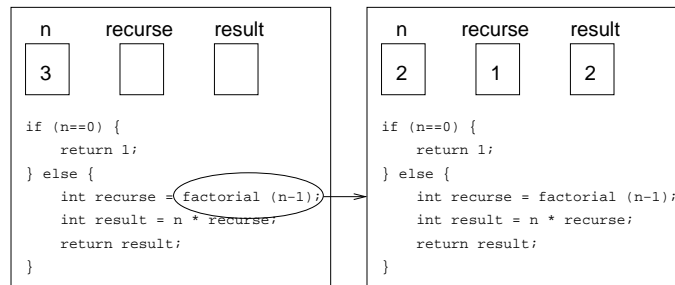 n recurse result
3
if (n==0) {
return 1;
} else {
int recurse = factorial (n-1);
int result = n * recurse;
return result;
}
n recurse result
2 1 2
if (n==0) {
return 1;
} else {
int recurse = factorial (n-1);
int result = n * recurse;
return result;
}